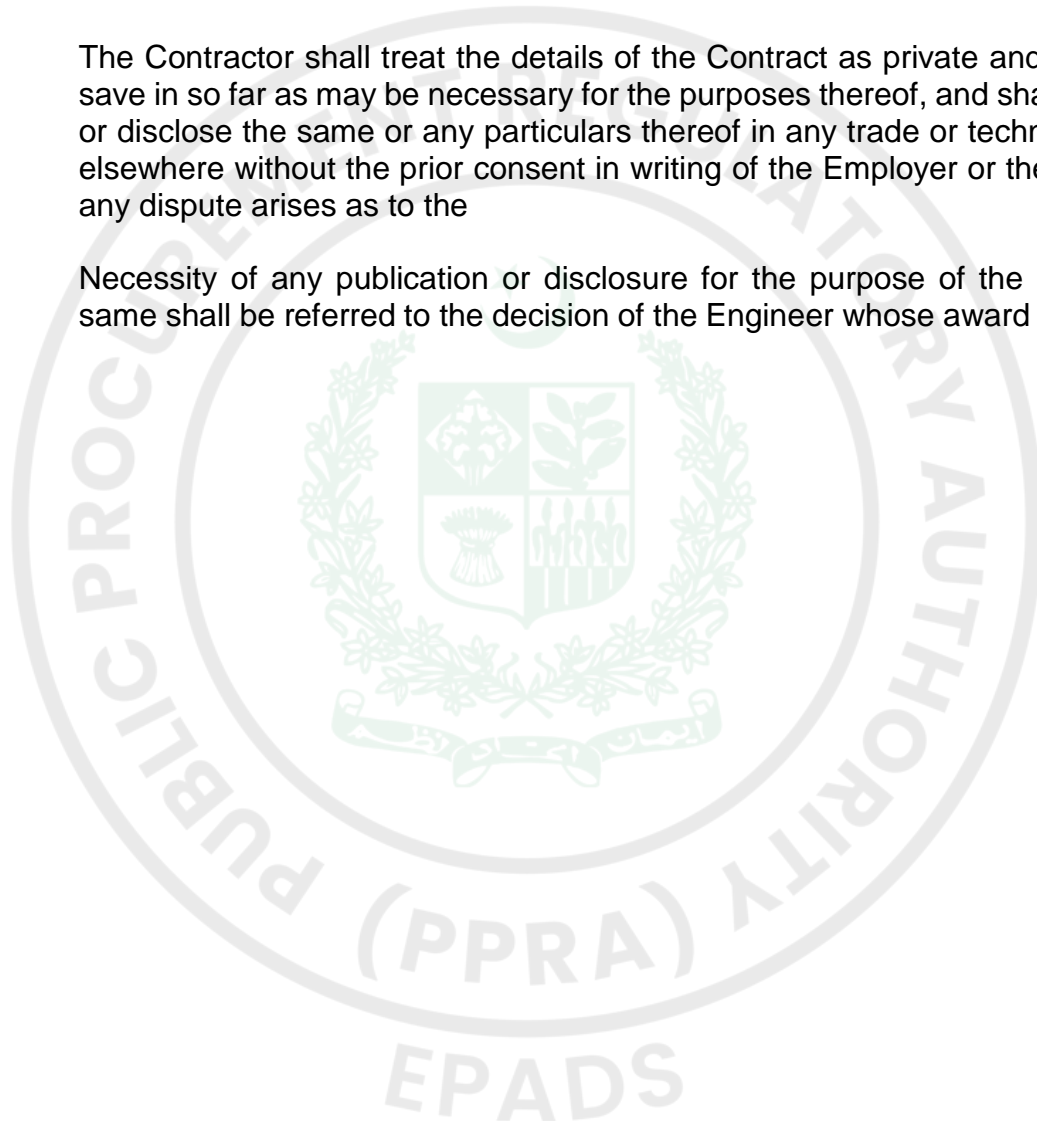 The Contractor shall treat the details of the Contract as private and
save in so far as may be necessary for the purposes thereof, and sha
or disclose the same or any particulars thereof in any trade or techn
elsewhere without the prior consent in writing of the Employer or the
any dispute arises as to the
Necessity of any publication or disclosure for the purpose of the
same shall be referred to the decision of the Engineer whose award
PUBLIC PROCUREMENT REGULATORY AUTHORITY
(PPRA)
EPADS